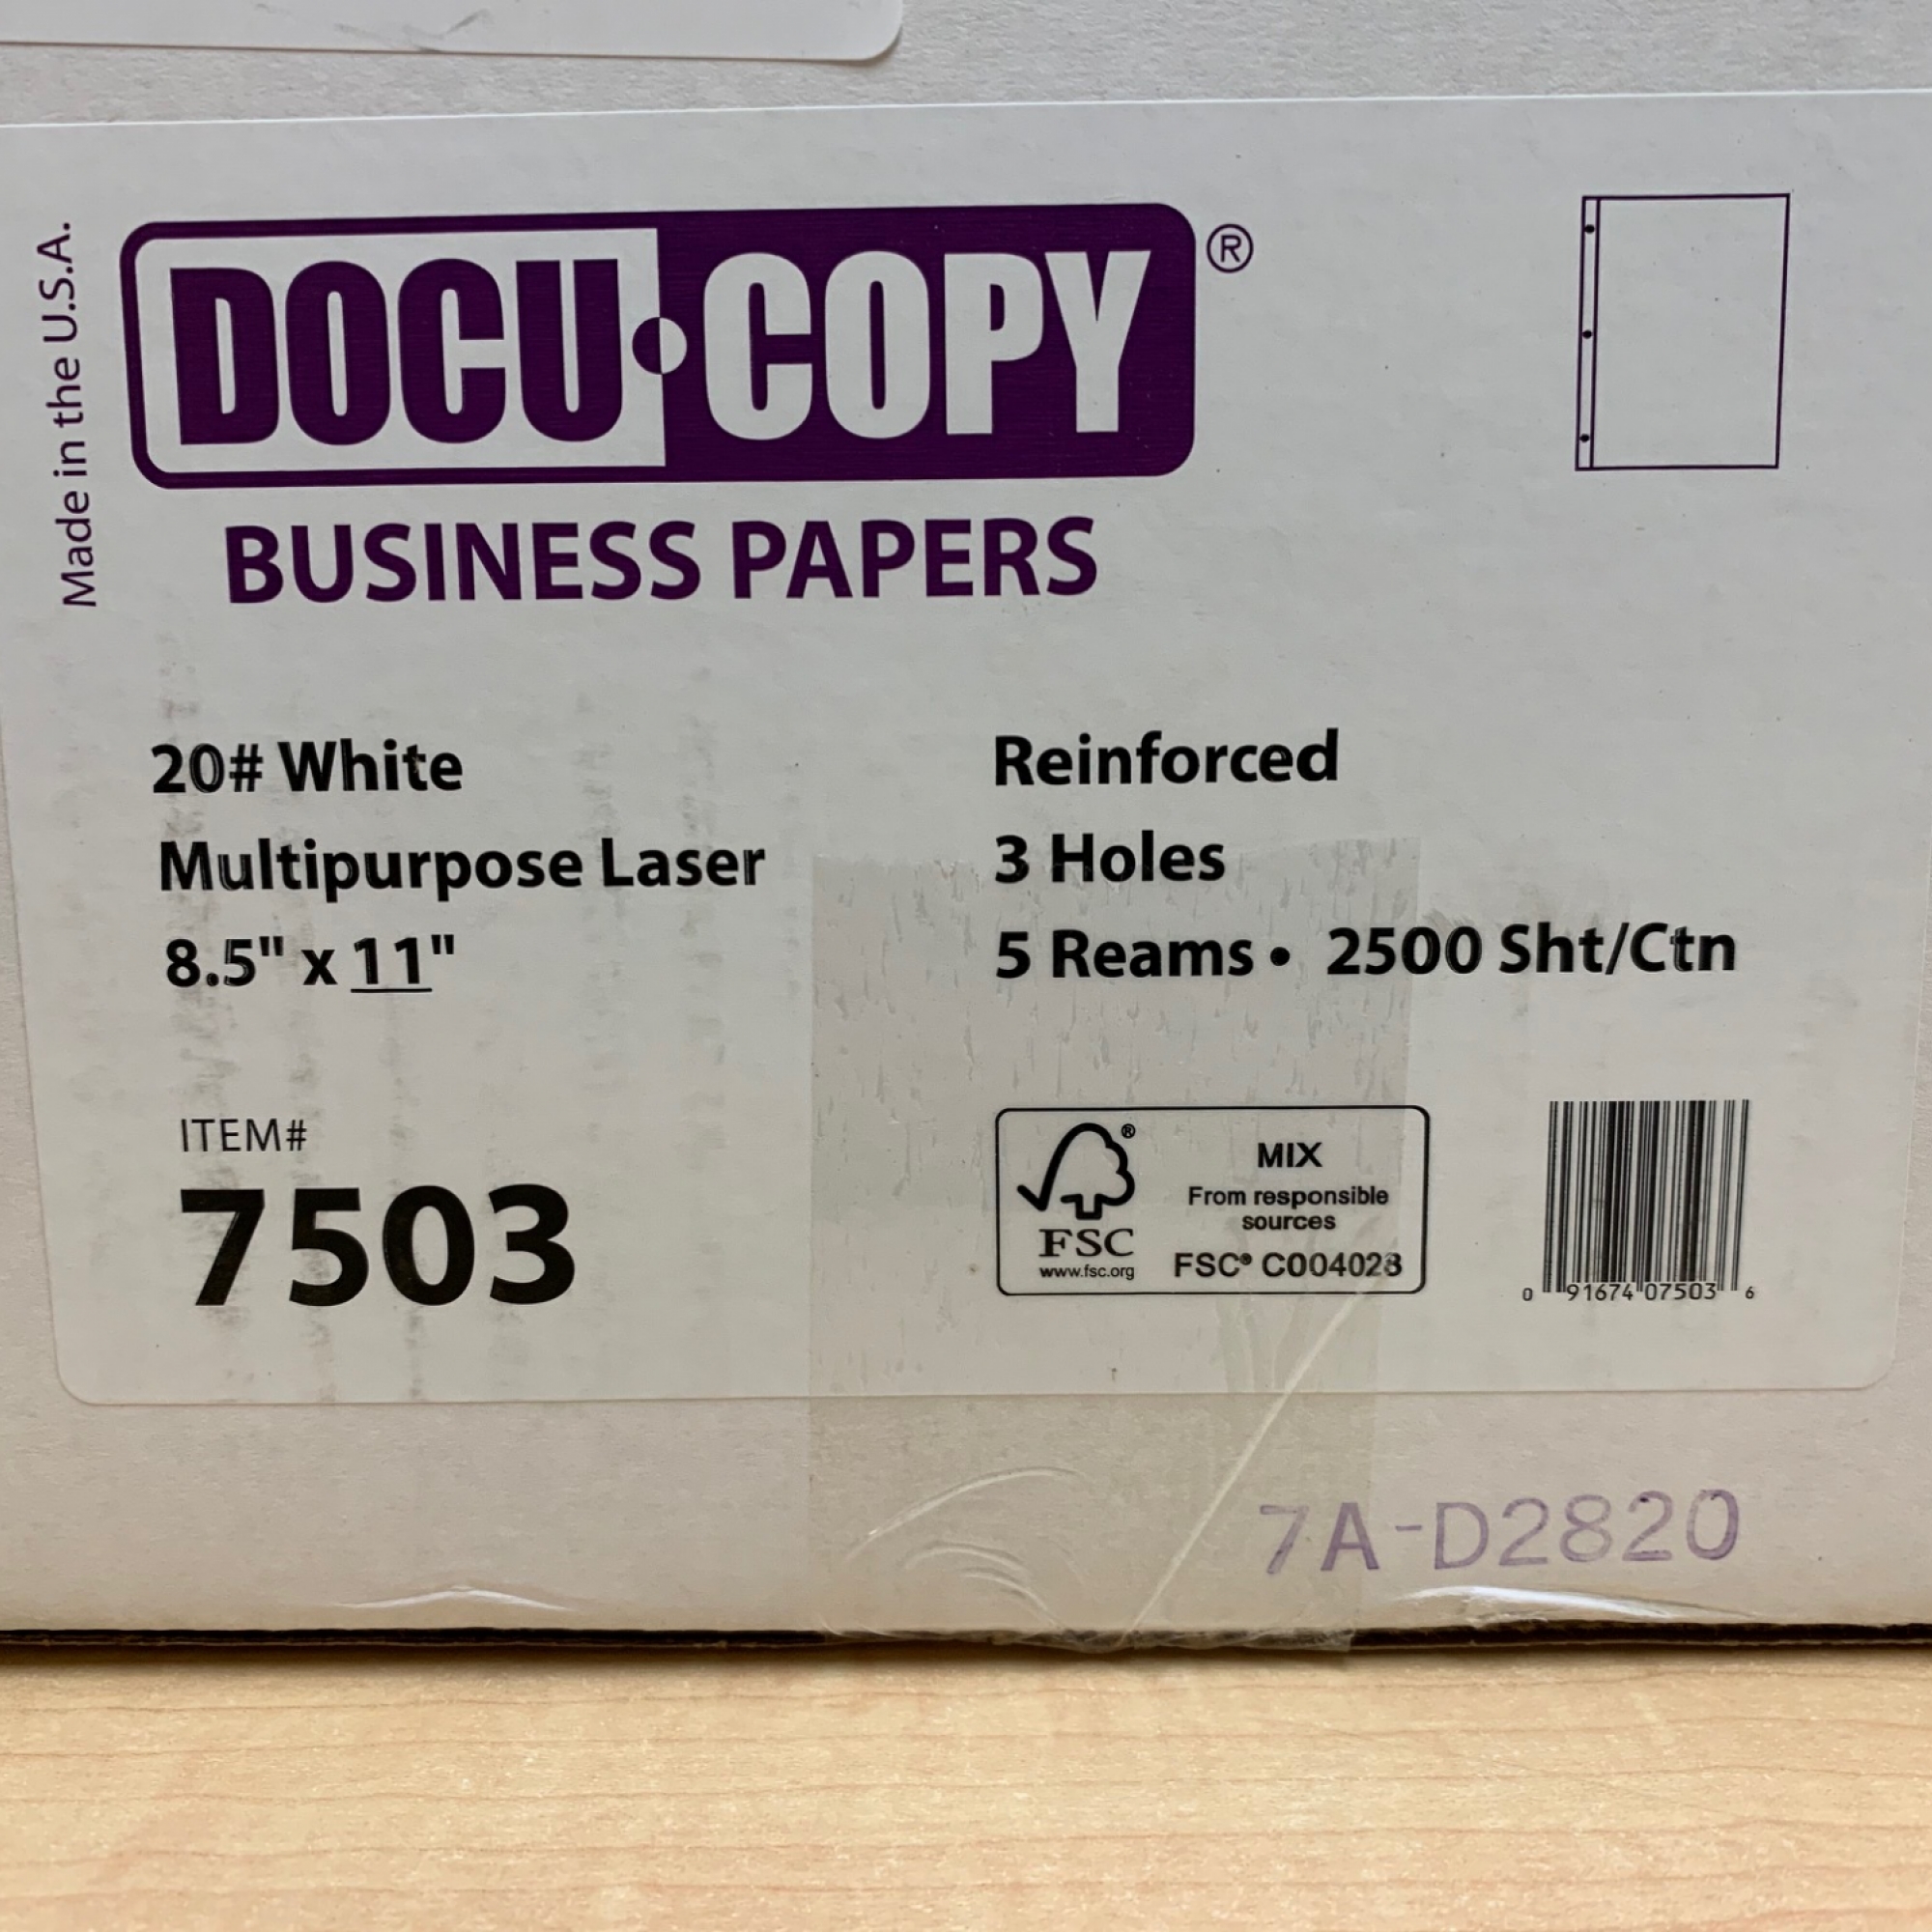 Made in the U.S.A.
DOCU•COPY®
BUSINESS PAPERS
20# White
Multipurpose Laser
8.5" x 11"
Reinforced
3 Holes
5 Reams • 2500 Sht/Ctn
ITEM#
7503
®
FSC
www.fsc.org
MIX
From responsible
sources
FSC® C004028
0 91674 07503 6
7A-D2820